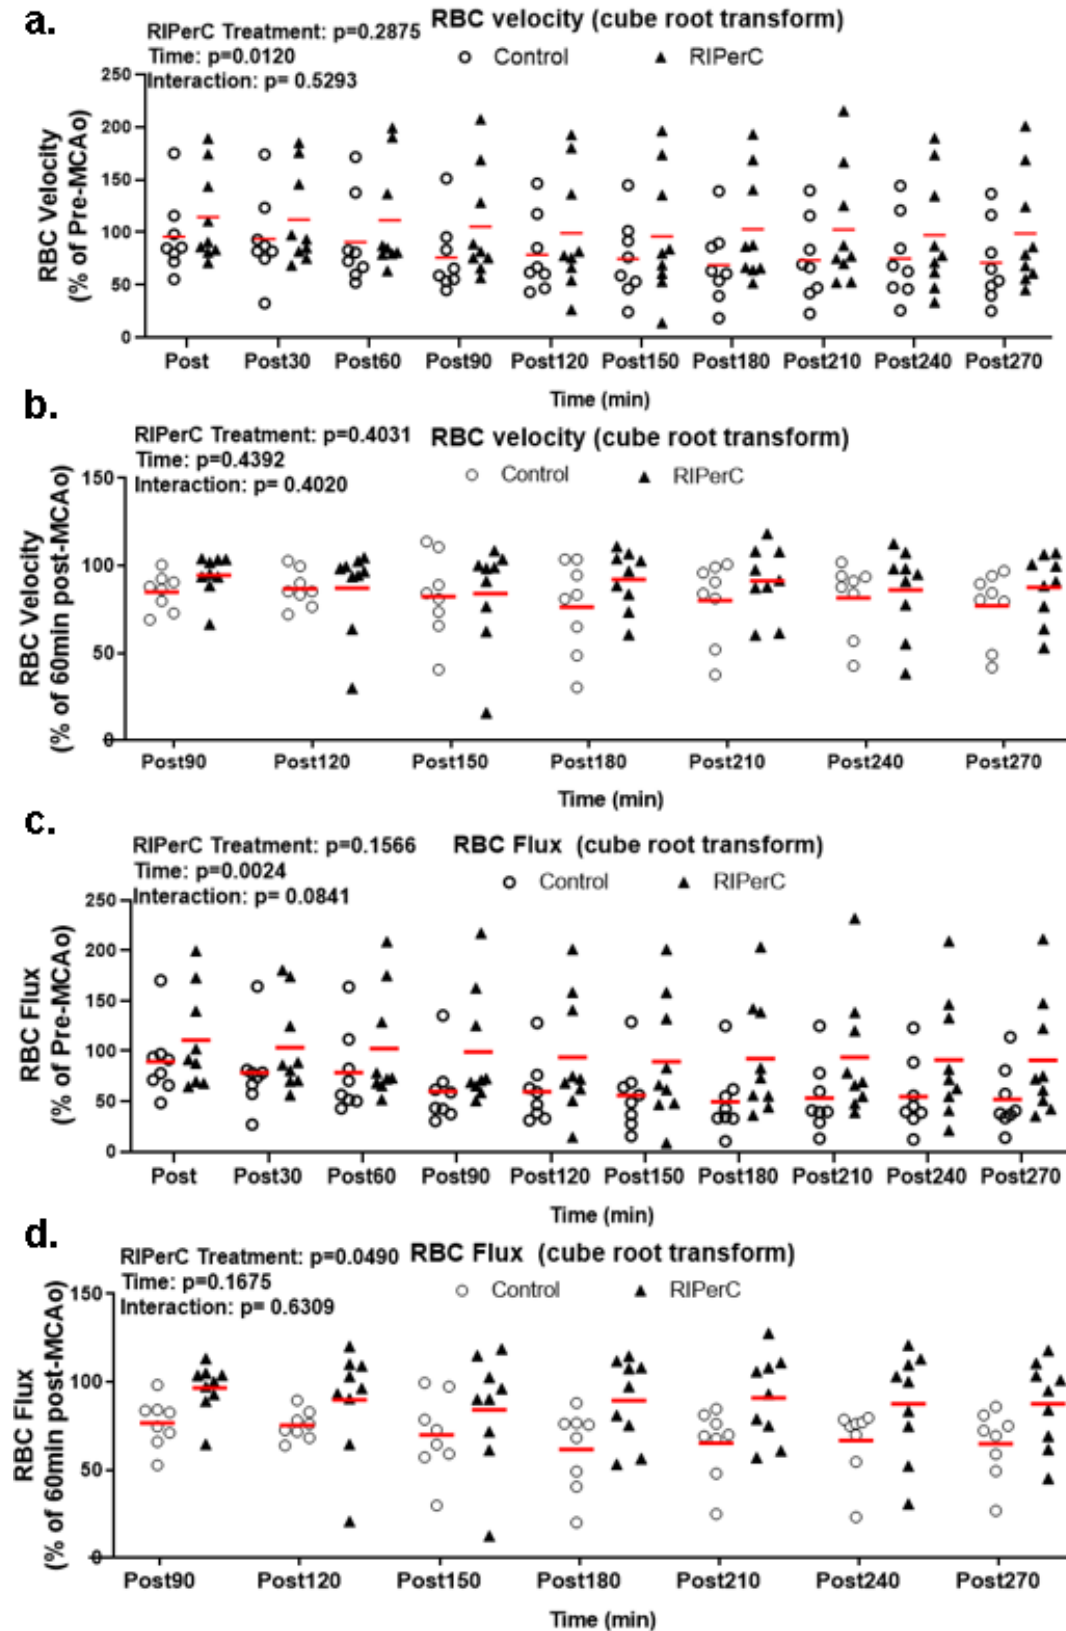 a.
RBC velocity (cube root transform)
RIPerC Treatment: p=0.2875
Time: p=0.0120
Interaction: p= 0.5293
Control
RIPerC
RBC Velocity
(% of Pre-MCAo)
250
200
150
100
50
0
Post Post30 Post60 Post90 Post120 Post150 Post180 Post210 Post240 Post270
Time (min)
b.
RIPerC Treatment: p=0.4031
RBC velocity (cube root transform)
Time: p=0.4392
Interaction: p= 0.4020
Control
RIPerC
RBC Velocity
(% of 60min post-MCAo)
150
100
50
0
Post90 Post120 Post150 Post180 Post210 Post240 Post270
Time (min)
c.
RIPerC Treatment: p=0.1566
RBC Flux (cube root transform)
Time: p=0.0024
Interaction: p= 0.0841
Control
RIPerC
RBC Flux
(% of Pre-MCAo)
250
200
150
100
50
0
Post Post30 Post60 Post90 Post120 Post150 Post180 Post210 Post240 Post270
Time (min)
d.
RIPerC Treatment: p=0.0490
RBC Flux (cube root transform)
Time: p=0.1675
Interaction: p= 0.6309
Control
RIPerC
RBC Flux
(% of 60min post-MCAo)
150
100
50
0
Post90 Post120 Post150 Post180 Post210 Post240 Post270
Time (min)